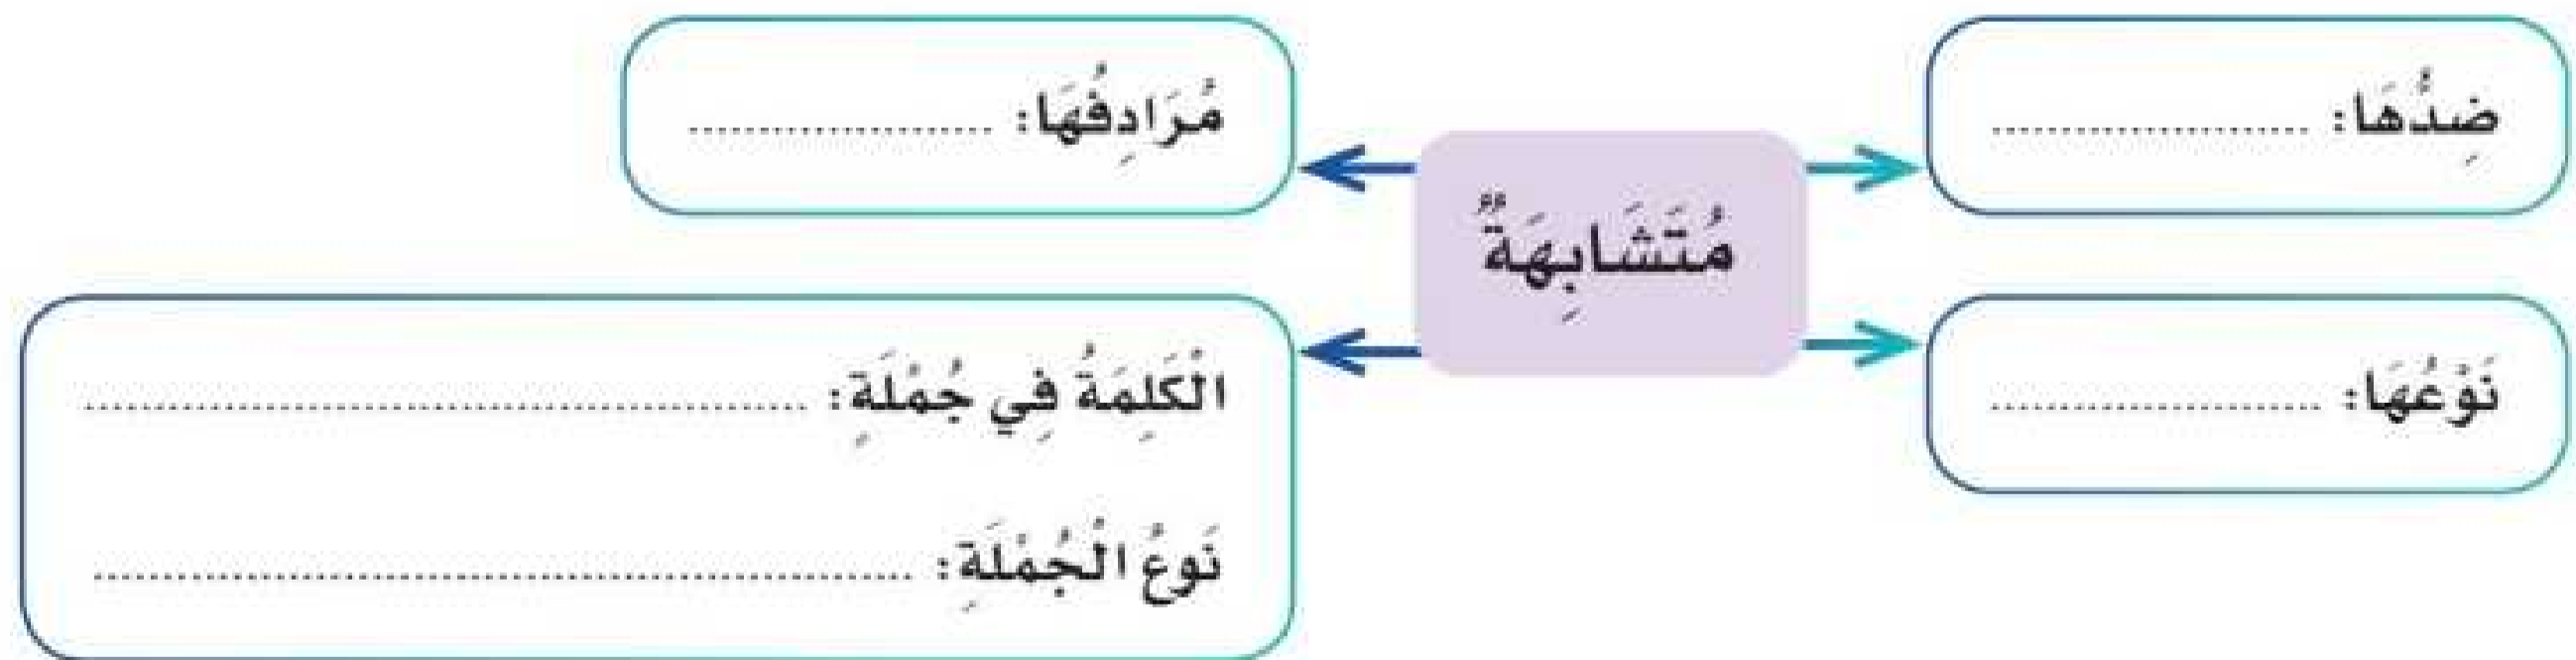 ضِدُّهَا: ....................
مُرَادِفُهَا: ....................
مُتَشَابِهَةٌ
نَوْعُهَا: ....................
الْكَلِمَةُ فِي جُمْلَةٍ: ....................
نَوعُ الْجُمْلَةِ: ....................